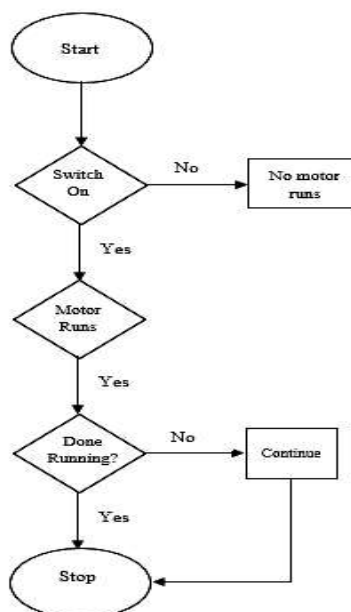 Start
Switch
On
No
No motor
runs
Yes
Motor
Runs
Yes
Done
Running?
No
Continue
Yes
Stop